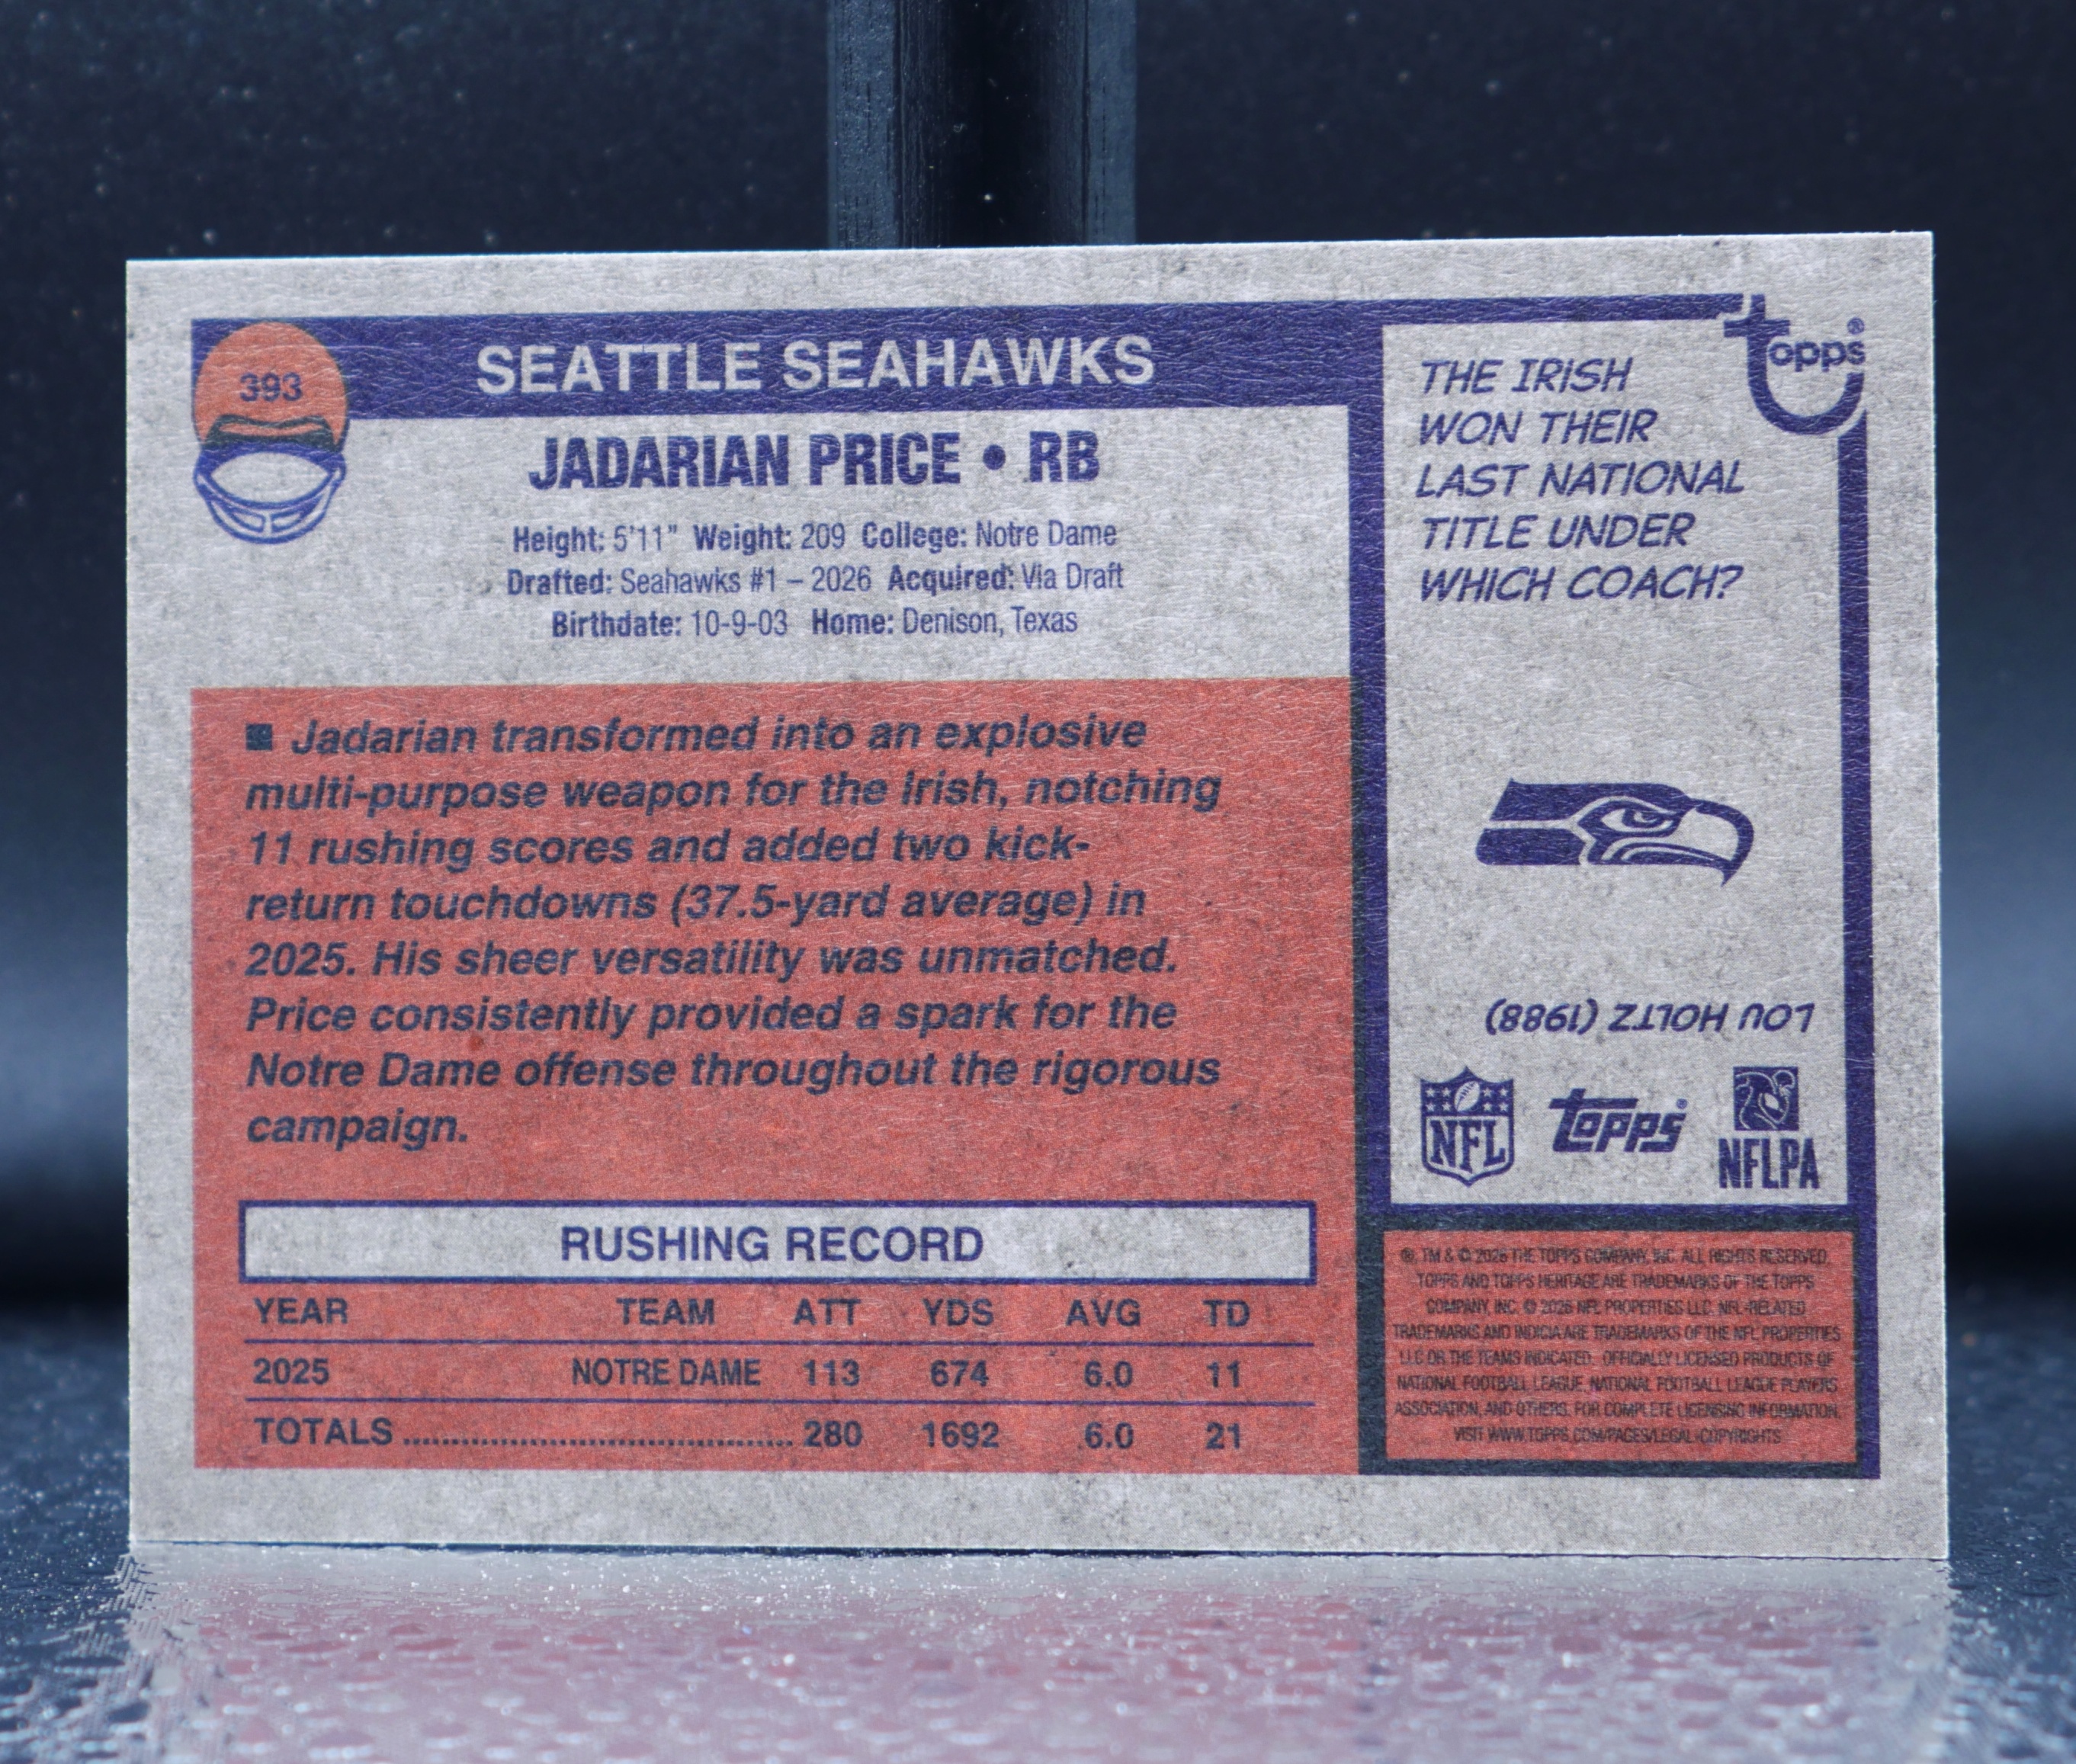 393
SEATTLE SEAHAWKS
JADARIAN PRICE • RB
Height: 5'11" Weight: 209 College: Notre Dame
Drafted: Seahawks #1 – 2026 Acquired: Via Draft
Birthdate: 10-9-03 Home: Denison, Texas
■ Jadarian transformed into an explosive
multi-purpose weapon for the Irish, notching
11 rushing scores and added two kick-
return touchdowns (37.5-yard average) in
2025. His sheer versatility was unmatched.
Price consistently provided a spark for the
Notre Dame offense throughout the rigorous
campaign.
RUSHING RECORD
YEAR TEAM ATT YDS AVG TD
2025 NOTRE DAME 113 674 6.0 11
TOTALS........................................ 280 1692 6.0 21
topps®
THE IRISH
WON THEIR
LAST NATIONAL
TITLE UNDER
WHICH COACH?
LOU HOLTZ (1988)
NFL topps® NFLPA
®, TM & © 2026 THE TOPPS COMPANY, INC. ALL RIGHTS RESERVED.
TOPPS AND TOPPS HERITAGE ARE TRADEMARKS OF THE TOPPS
COMPANY, INC. © 2026 NFL PROPERTIES LLC. NFL-RELATED
TRADEMARKS AND INDICIA ARE TRADEMARKS OF THE NFL PROPERTIES
LLC OR THE TEAMS INDICATED. OFFICIALLY LICENSED PRODUCTS OF
NATIONAL FOOTBALL LEAGUE, NATIONAL FOOTBALL LEAGUE PLAYERS
ASSOCIATION, AND OTHERS. FOR COMPLETE LICENSING INFORMATION,
VISIT WWW.TOPPS.COM/PAGES/LEGAL-COPYRIGHTS